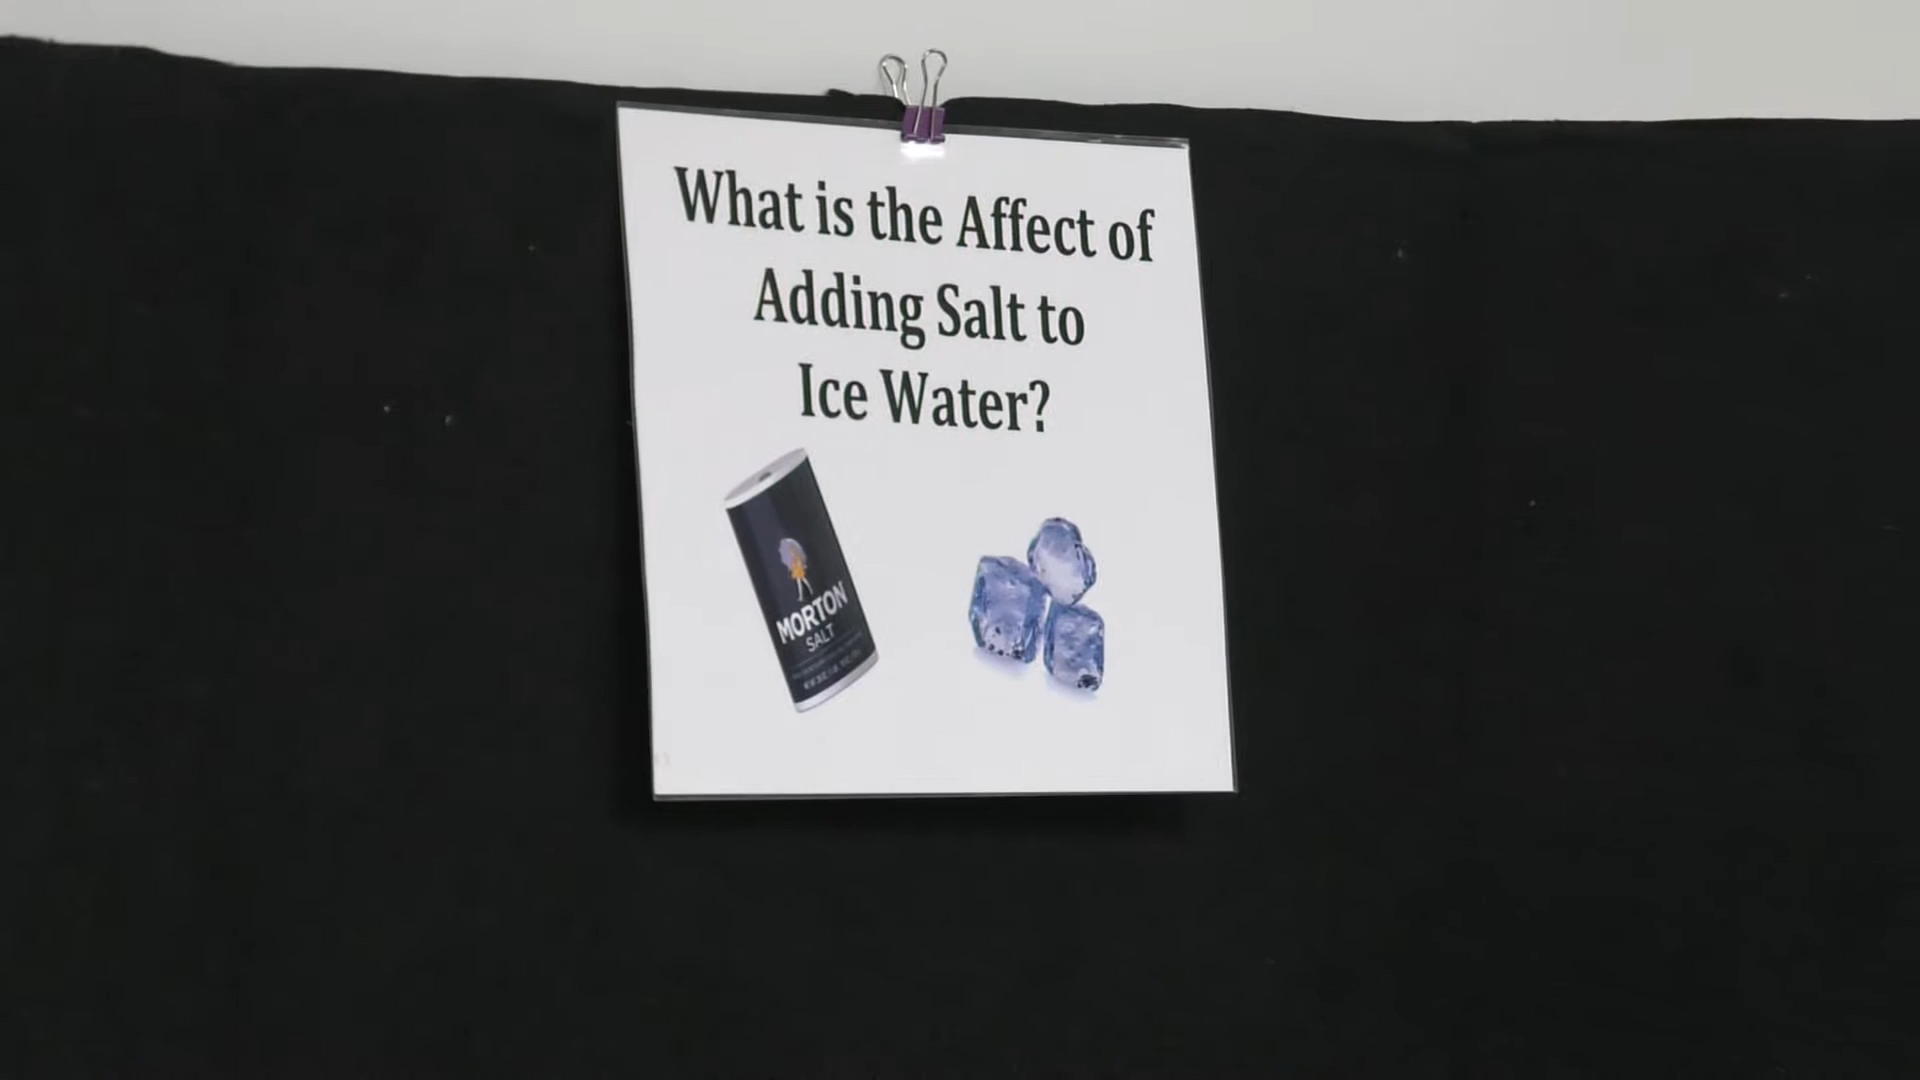 What is the Affect of
Adding Salt to
Ice Water?
MORTON
SALT